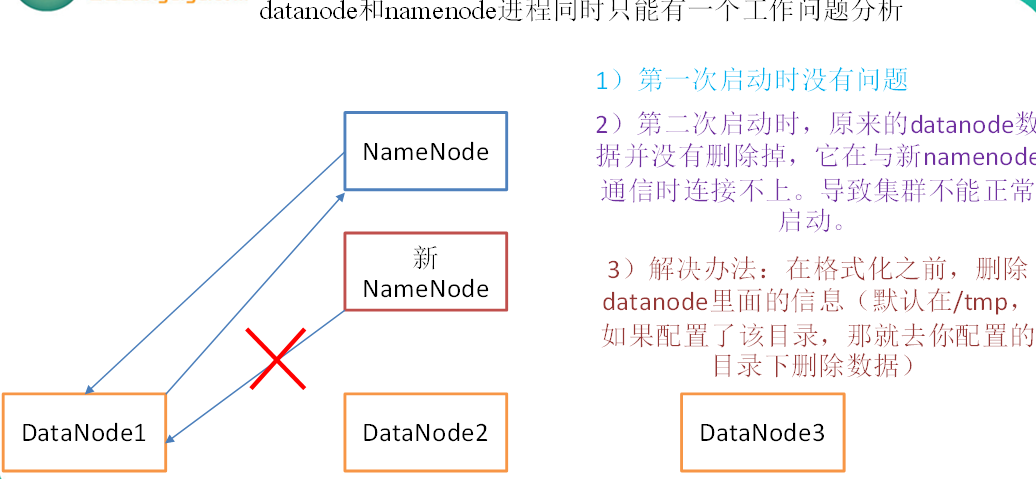 datanode和namenode进程同时只能有一个工作问题分析
1）第一次启动时没有问题
2）第二次启动时，原来的datanode数
据并没有删除掉，它在与新namenode
通信时连接不上。导致集群不能正常
启动。
3）解决办法：在格式化之前，删除
datanode里面的信息（默认在/tmp，
如果配置了该目录，那就去你配置的
目录下删除数据）
NameNode
新
NameNode
DataNode1
DataNode2
DataNode3